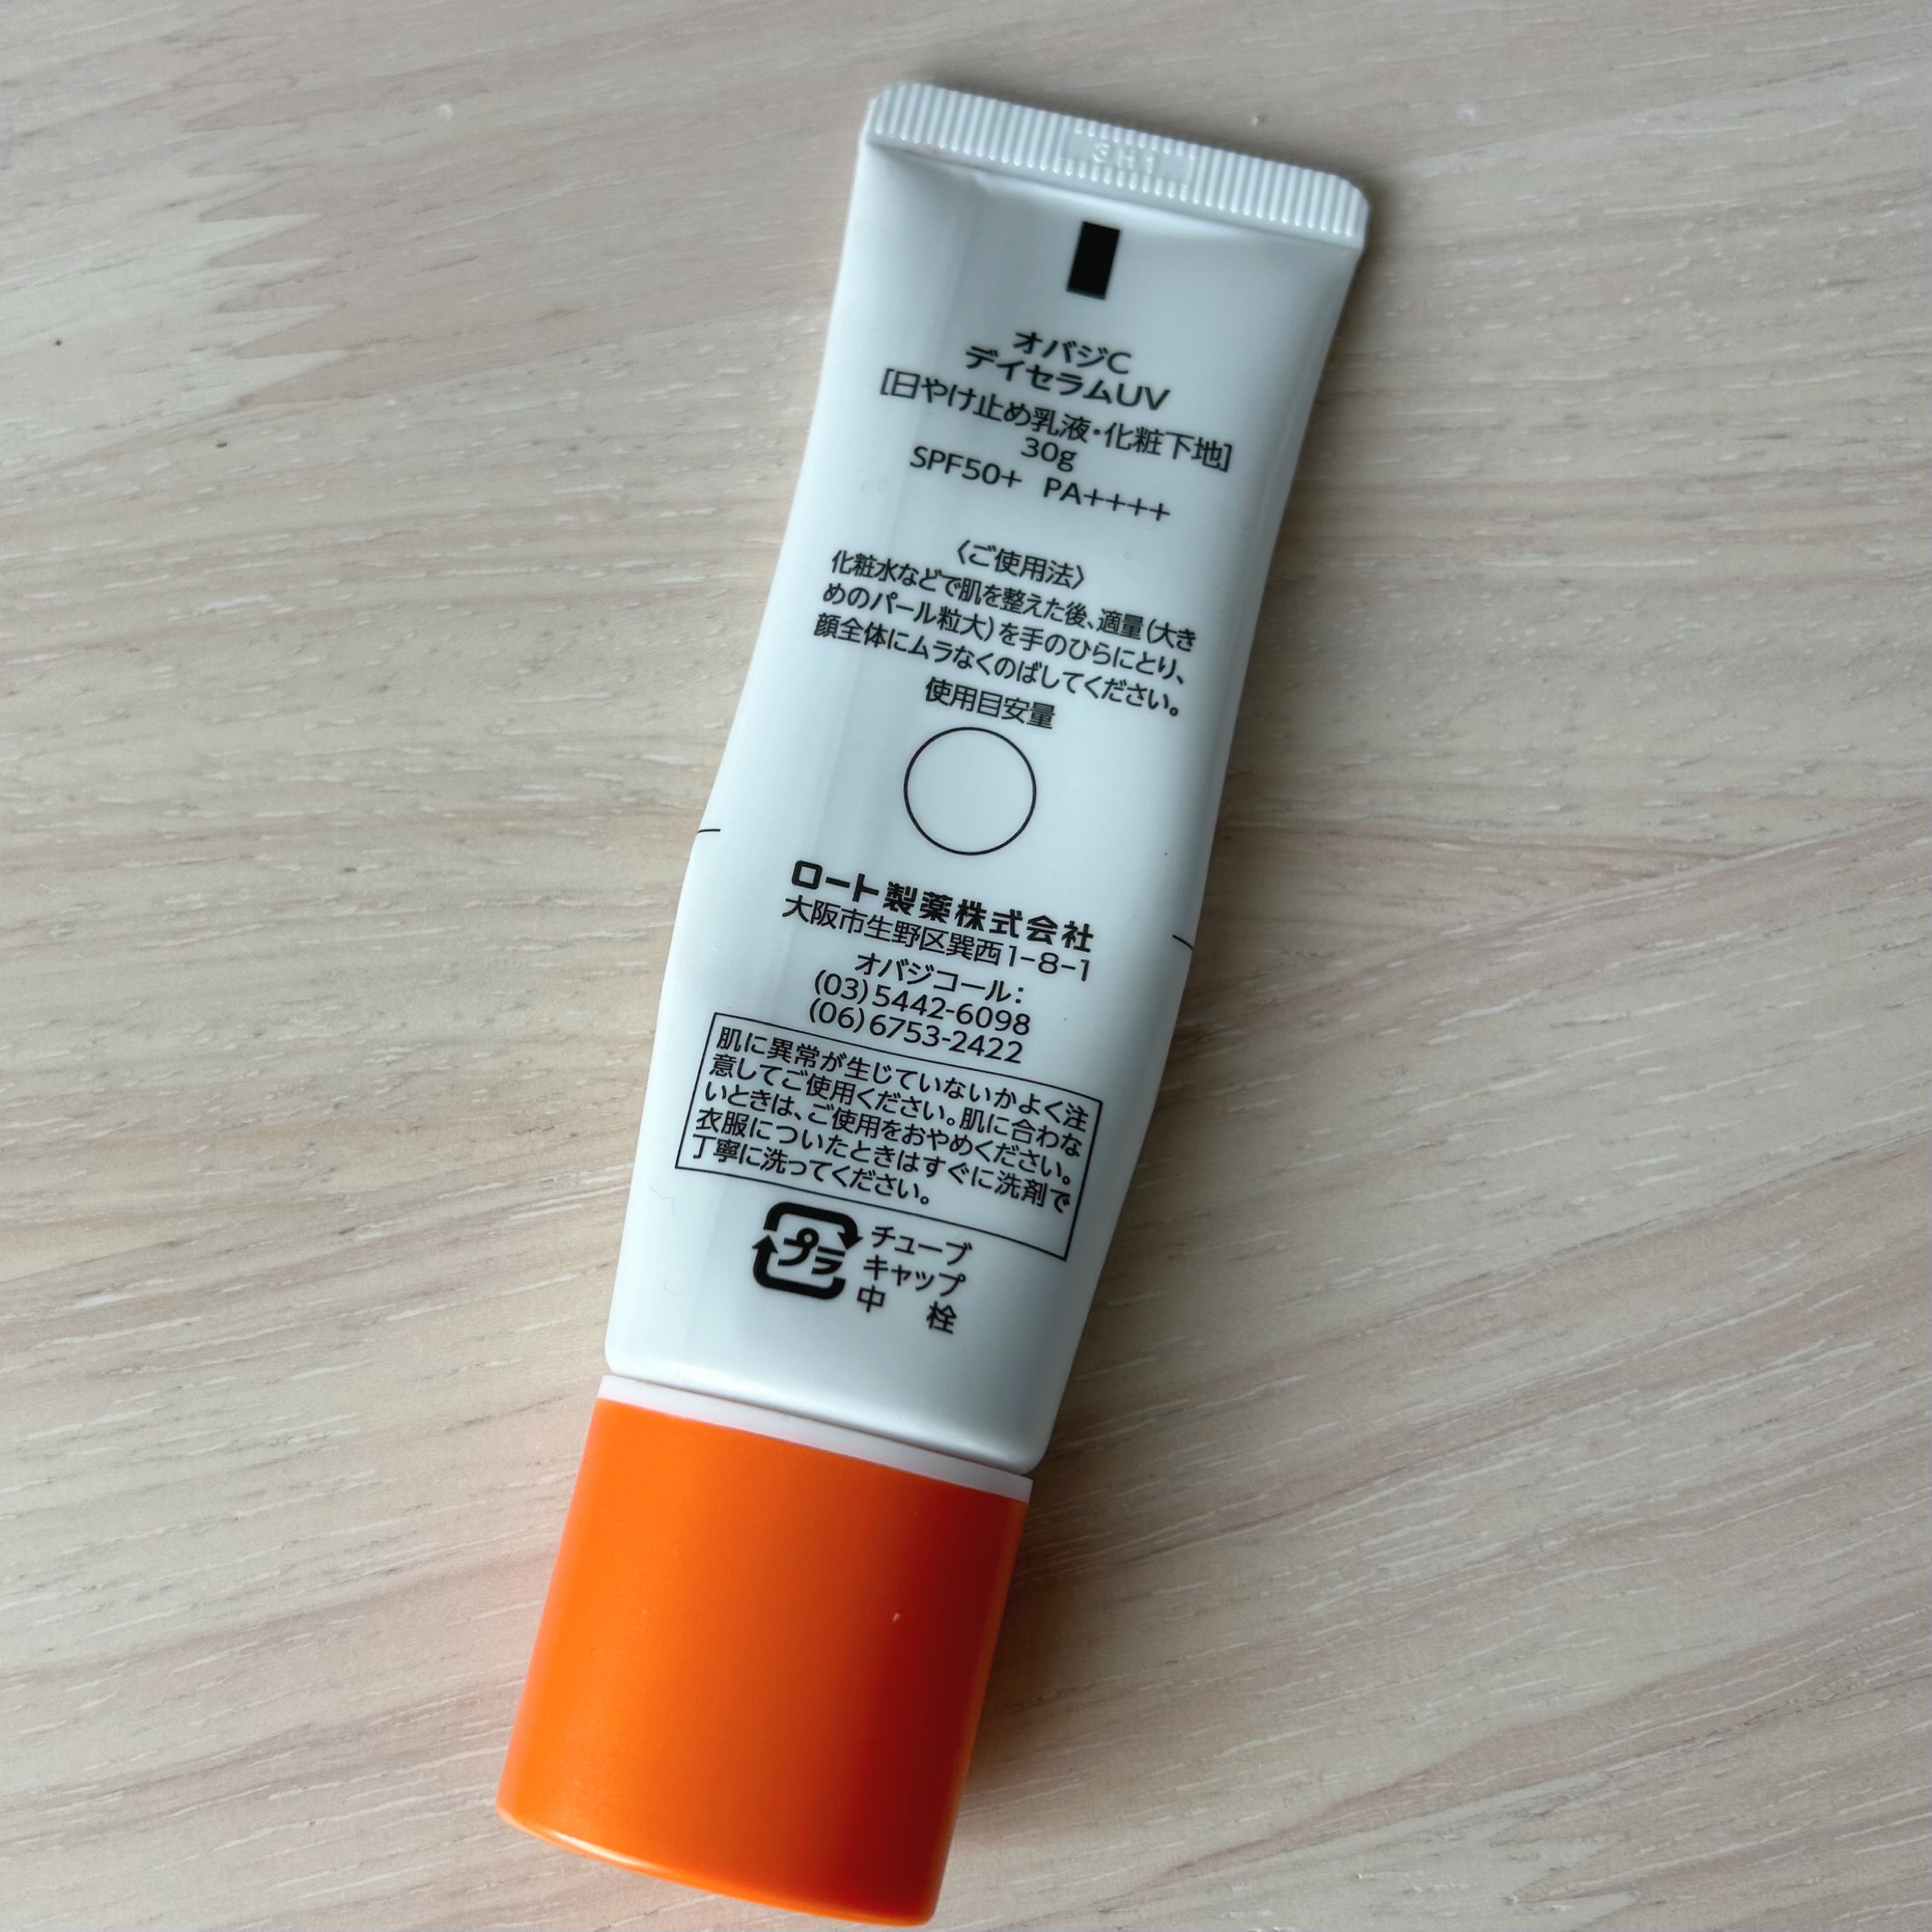 オバジC
デイセラムUV
[日やけ止め乳液・化粧下地]
30g
SPF50+ PA++++
〈ご使用法〉
化粧水などで肌を整えた後、適量(大き
めのパール粒大)を手のひらにとり、
顔全体にムラなくのばしてください。
使用目安量
ロート製薬株式会社
大阪市生野区巽西1-8-1
オバジコール:
(03)5442-6098
(06)6753-2422
肌に異常が生じていないかよく注
意してご使用ください。肌に合わな
いときは、ご使用をおやめください。
衣服についたときはすぐに洗剤で
丁寧に洗ってください。
プラ
チューブ
キャップ
中 栓